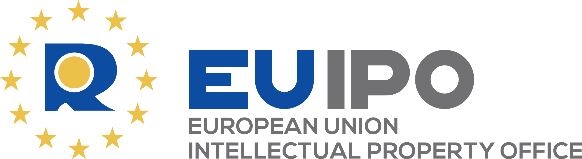 R
EUIPO
EUROPEAN UNION
INTELLECTUAL PROPERTY OFFICE